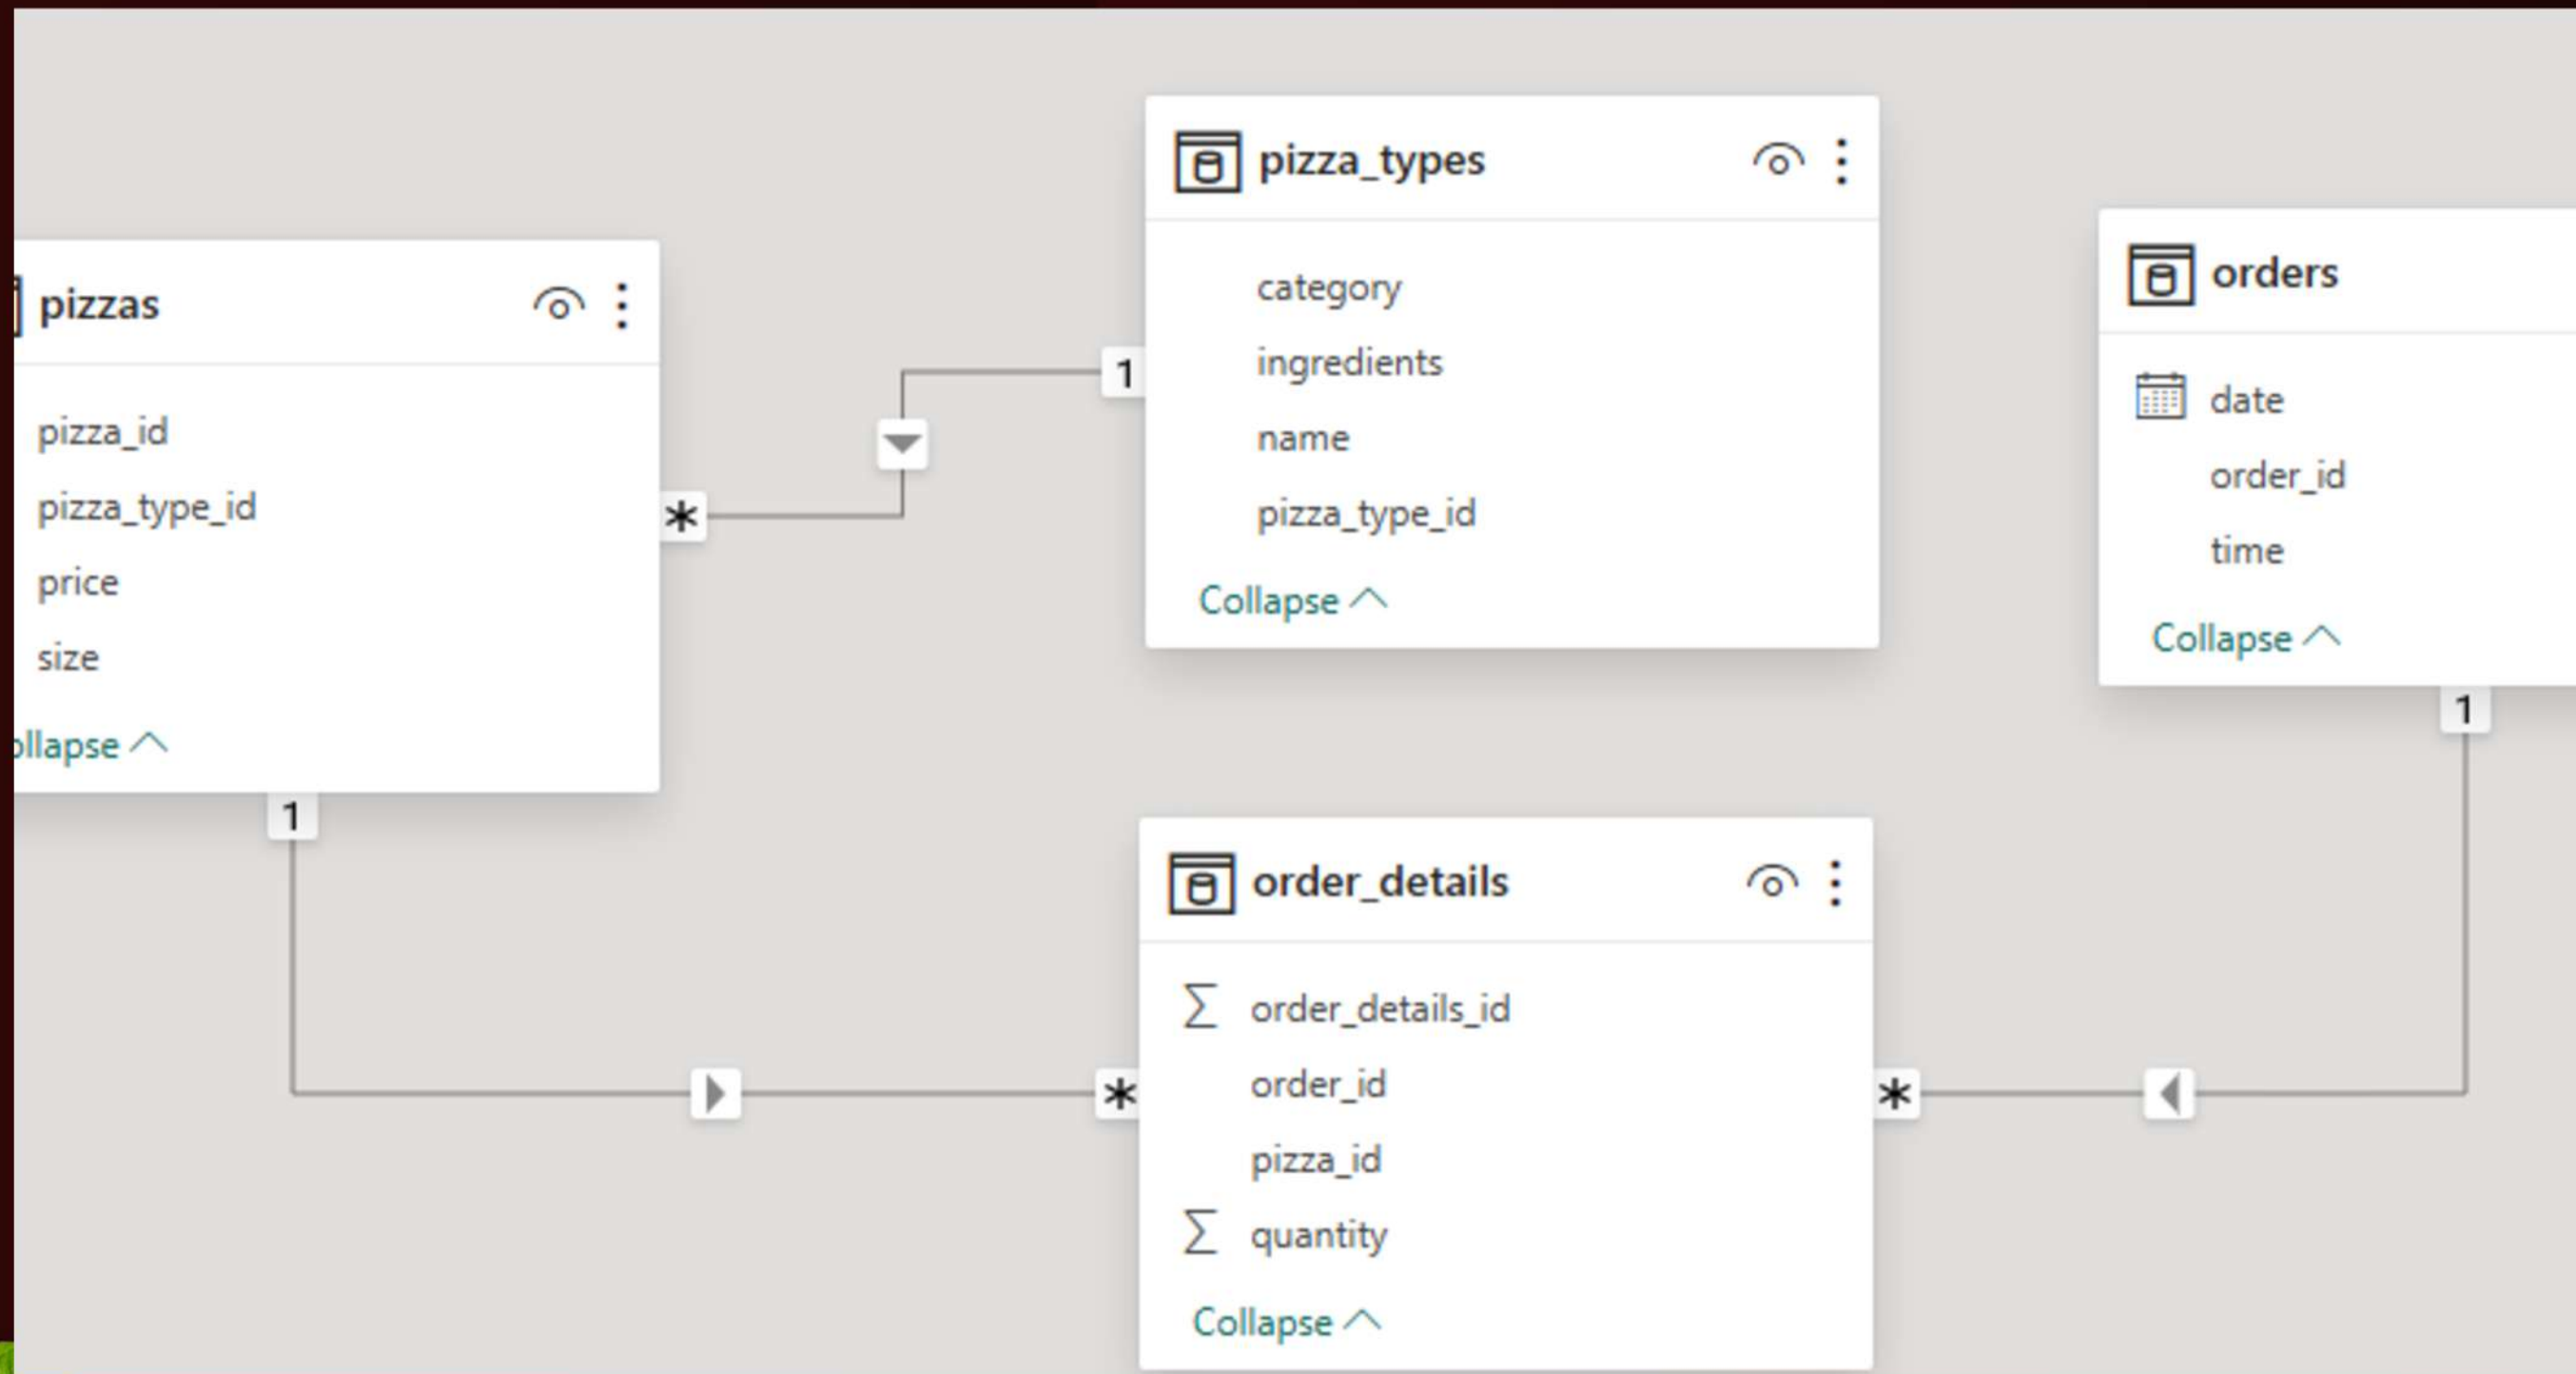 pizzas
pizza_id
pizza_type_id
price
size
ollapse
1
*
1
pizza_types
category
ingredients
name
pizza_type_id
Collapse
orders
date
order_id
time
Collapse
1
*
order_details
order_details_id
order_id
pizza_id
quantity
Collapse
*